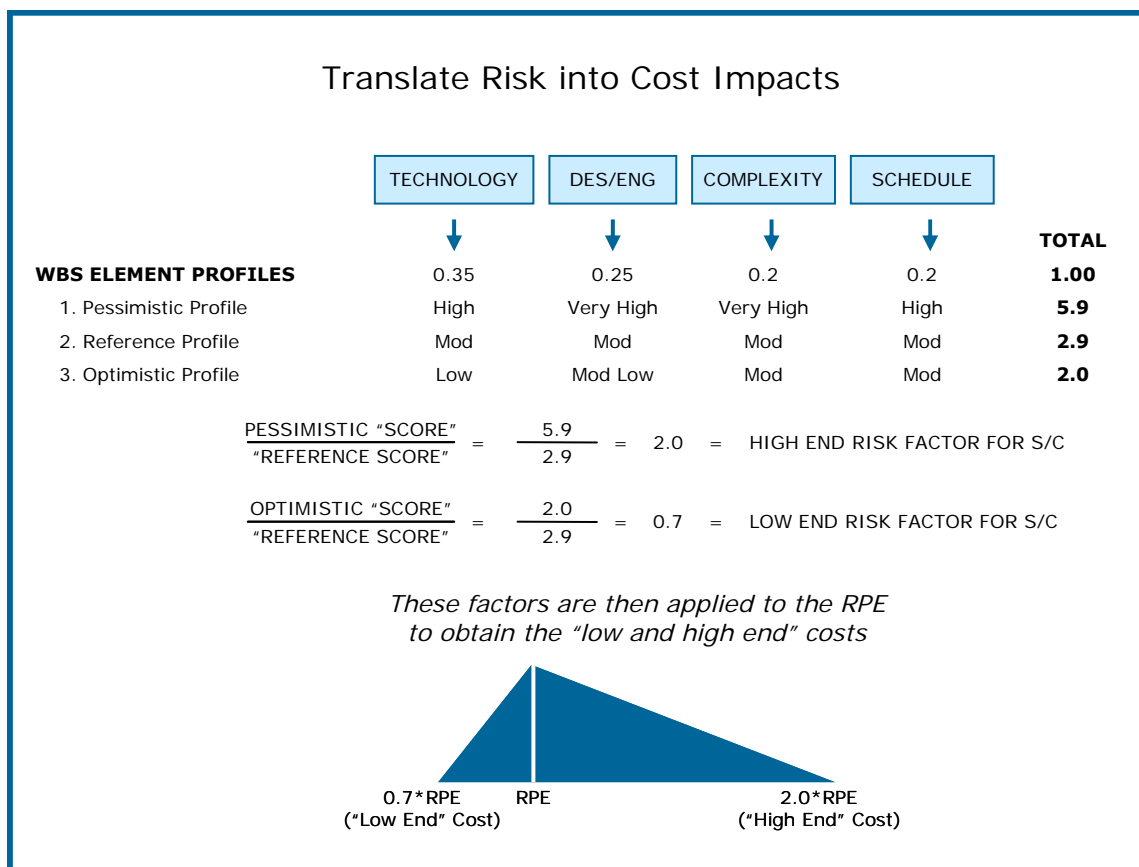 Translate Risk into Cost Impacts
TECHNOLOGY DES/ENG COMPLEXITY SCHEDULE
TOTAL
WBS ELEMENT PROFILES 0.35 0.25 0.2 0.2 1.00
1. Pessimistic Profile High Very High Very High High 5.9
2. Reference Profile Mod Mod Mod Mod 2.9
3. Optimistic Profile Low Mod Low Mod Mod 2.0
PESSIMISTIC “SCORE” 5.9
= = 2.0 = HIGH END RISK FACTOR FOR S/C
“REFERENCE SCORE” 2.9
OPTIMISTIC “SCORE” 2.0
= = 0.7 = LOW END RISK FACTOR FOR S/C
“REFERENCE SCORE” 2.9
These factors are then applied to the RPE
to obtain the “low and high end” costs
0.7*RPE RPE 2.0*RPE
(“Low End” Cost) (“High End” Cost)